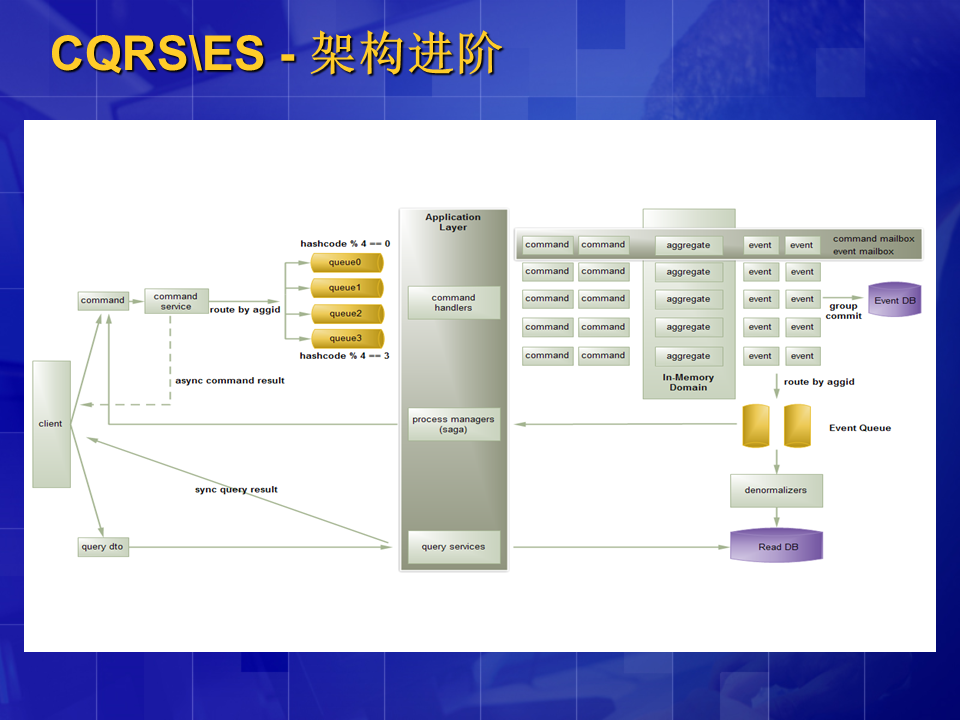 CQRS\ES - 架构进阶
Application
Layer
hashcode % 4 == 0
queue0
queue1
queue2
queue3
hashcode % 4 == 3
command
command
service
route by aggid
async command result
client
sync query result
query dto
command
handlers
process managers
(saga)
query services
command command aggregate event event
command mailbox
event mailbox
command command aggregate event event
command command aggregate event event
command command aggregate event event
command command aggregate event event
In-Memory
Domain
group
commit
Event DB
route by aggid
Event Queue
denormalizers
Read DB